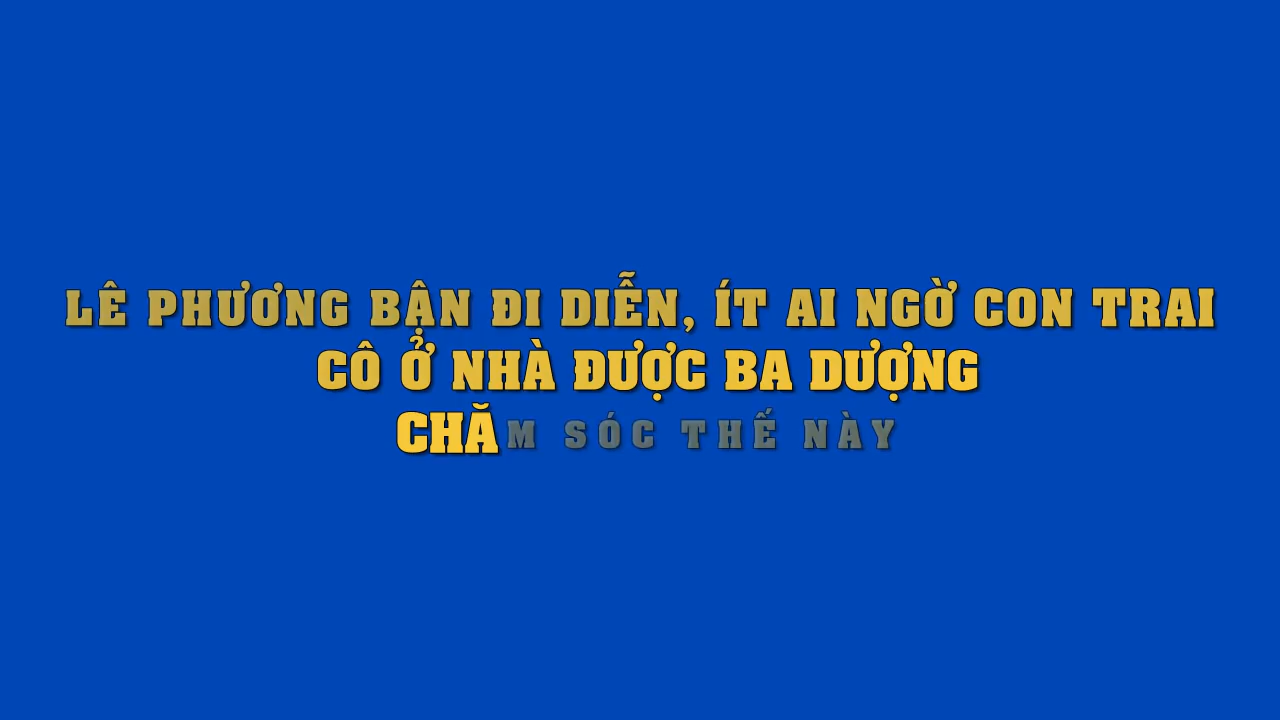 LÊ PHƯƠNG BẬN ĐI DIỄN, ÍT AI NGỜ CON TRAI
CÔ Ở NHÀ ĐƯỢC BA DƯỢNG
CHĂM SÓC THẾ NÀY